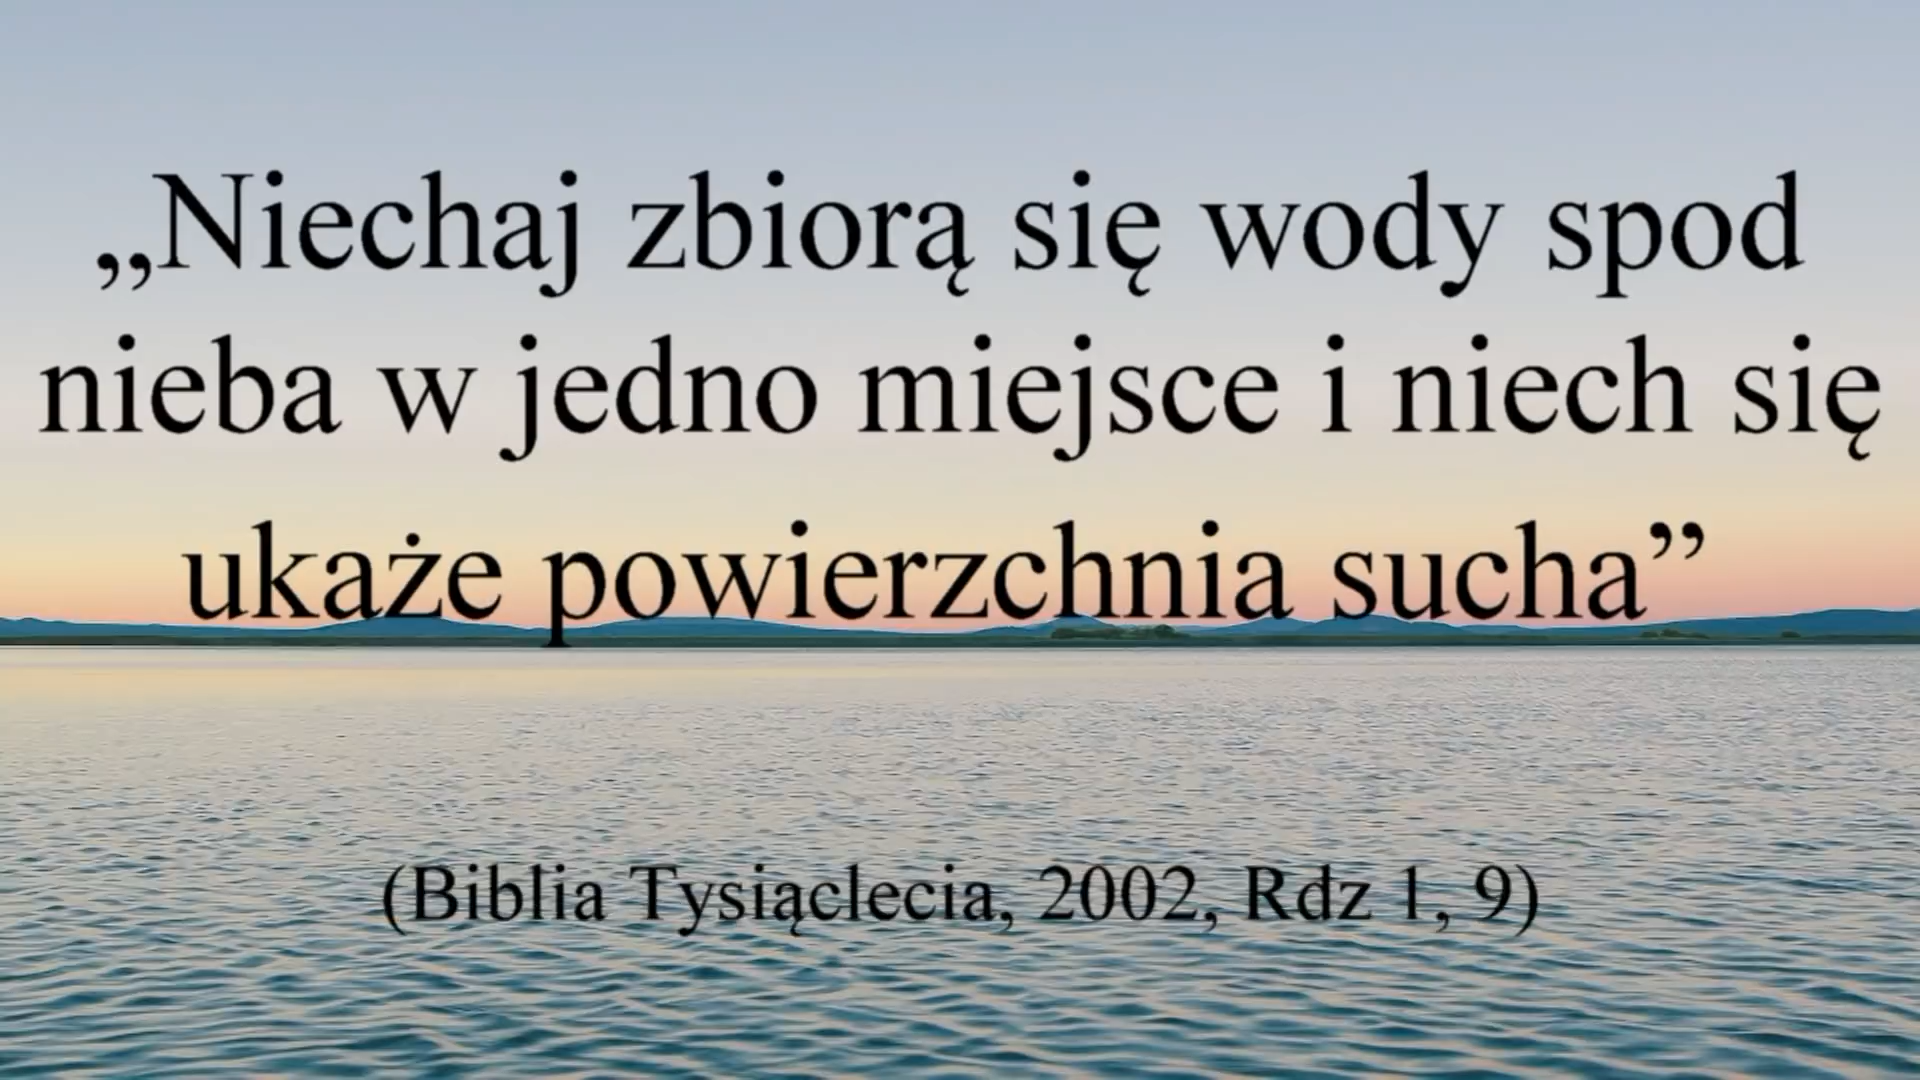 „Niechaj zbiorą się wody spod
nieba w jedno miejsce i niech się
ukaże powierzchnia sucha”
(Biblia Tysiąclecia, 2002, Rdz 1, 9)